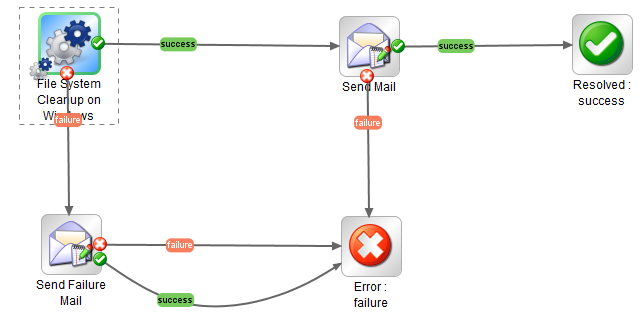 success
success
File System
Cleanup on
Windows
Send Mail
Resolved :
success
failure
failure
failure
Send Failure
Mail
success
Error :
failure